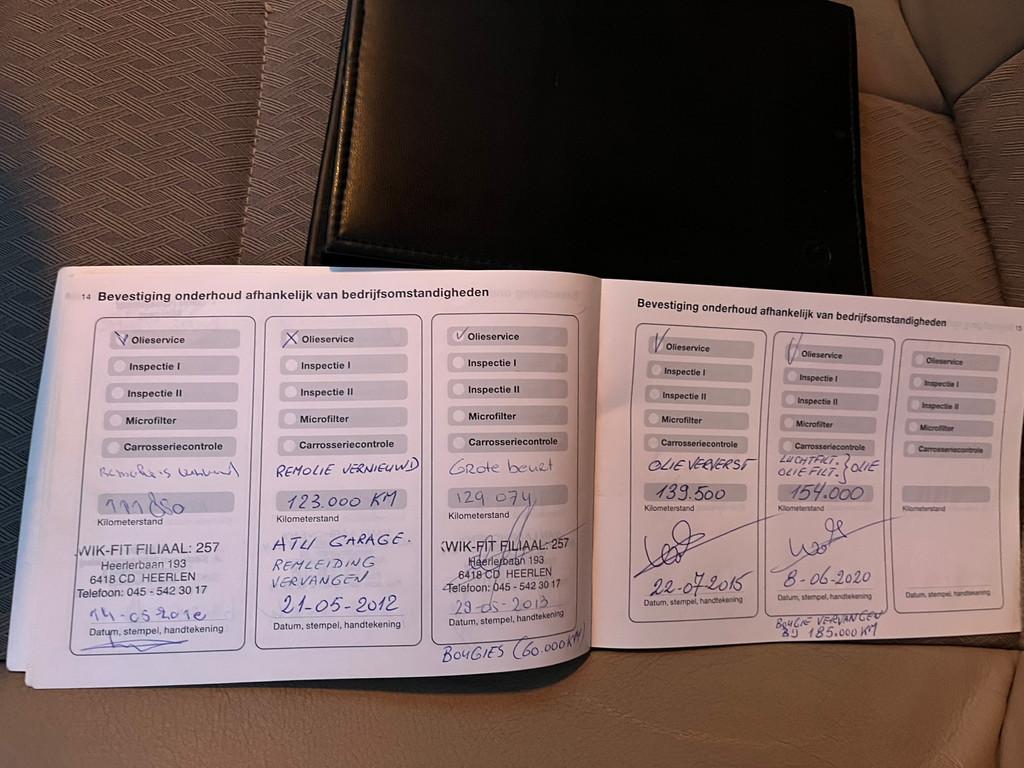 14 Bevestiging onderhoud afhankelijk van bedrijfsomstandigheden
Olieservice
Inspectie I
Inspectie II
Microfilter
Carrosseriecontrole
111850
Kilometerstand
KWIK-FIT FILIAAL: 257
Heerlerbaan 193
6418 CD HEERLEN
Telefoon: 045 - 542 30 17
Datum, stempel, handtekening
Olieservice
Inspectie I
Inspectie II
Microfilter
Carrosseriecontrole
REMOLIE VERNIEUWD
123.000 KM
Kilometerstand
ATU GARAGE.
REMLEIDING
VERVANGEN
21-05-2012
Datum, stempel, handtekening
Olieservice
Inspectie I
Inspectie II
Microfilter
Carrosseriecontrole
Grote beurt
129 074
Kilometerstand
KWIK-FIT FILIAAL: 257
Heerlerbaan 193
6418 CD HEERLEN
Telefoon: 045 - 542 30 17
29-05-2013
Datum, stempel, handtekening
BOUGIES (60.000 KM)
Bevestiging onderhoud afhankelijk van bedrijfsomstandigheden 15
Olieservice
Inspectie I
Inspectie II
Microfilter
Carrosseriecontrole
OLIE VERVERST
139.500
Kilometerstand
22-07-2015
Datum, stempel, handtekening
Olieservice
Inspectie I
Inspectie II
Microfilter
Carrosseriecontrole
LUCHTFILT. } OLIE
OLIE FILT.
154.000
Kilometerstand
8-06-2020
Datum, stempel, handtekening
BOUGIE VERVANGEN
BIJ 185.000 KM
Olieservice
Inspectie I
Inspectie II
Microfilter
Carrosseriecontrole
Kilometerstand
Datum, stempel, handtekening